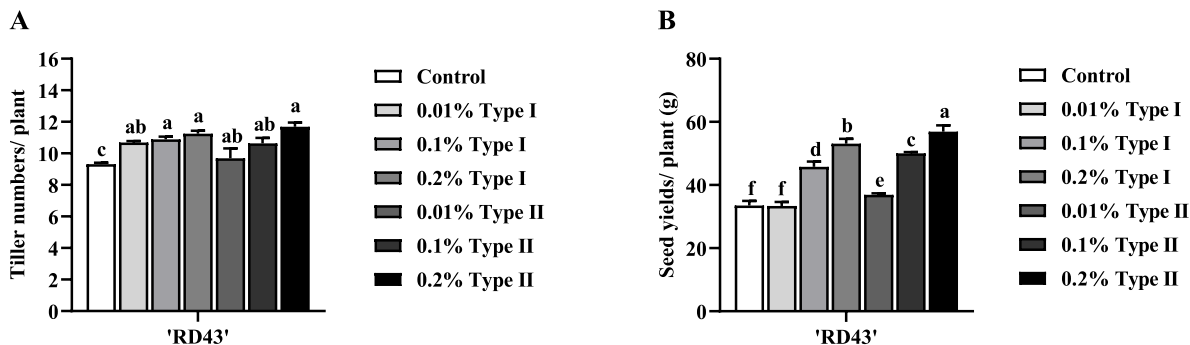 A
Tiller numbers/ plant
16
14
12
10
8
6
4
2
0
c
ab
a
a
ab
ab
a
'RD43'
Control
0.01% Type I
0.1% Type I
0.2% Type I
0.01% Type II
0.1% Type II
0.2% Type II
B
Seed yields/ plant (g)
80
60
40
20
0
f
f
d
b
e
c
a
'RD43'
Control
0.01% Type I
0.1% Type I
0.2% Type I
0.01% Type II
0.1% Type II
0.2% Type II